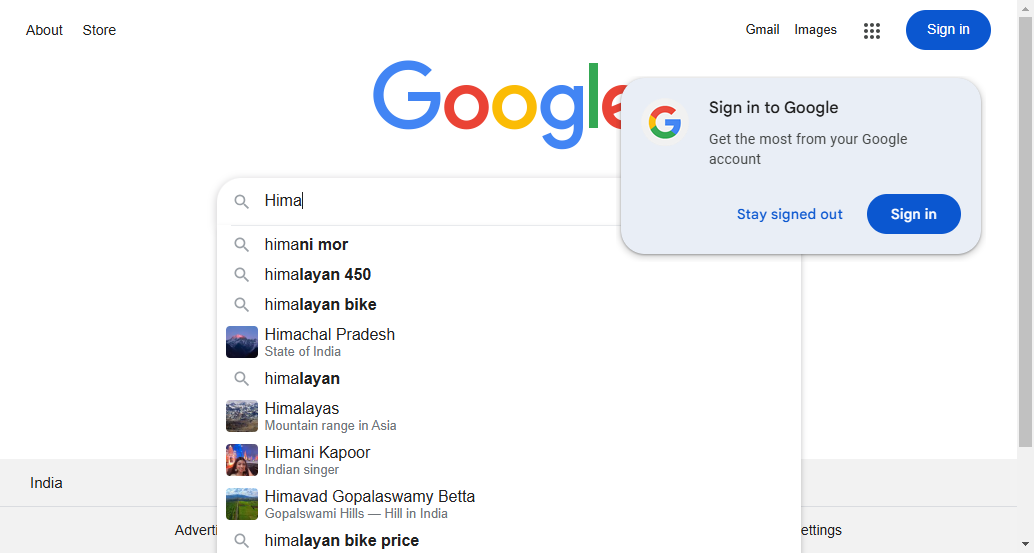 About Store Gmail Images Sign in
Google
Sign in to Google
Get the most from your Google
account
Stay signed out Sign in
Hima
himani mor
himalayan 450
himalayan bike
Himachal Pradesh
State of India
himalayan
Himalayas
Mountain range in Asia
Himani Kapoor
Indian singer
Himavad Gopalaswamy Betta
Gopalswami Hills — Hill in India
himalayan bike price
India
Adverti ettings